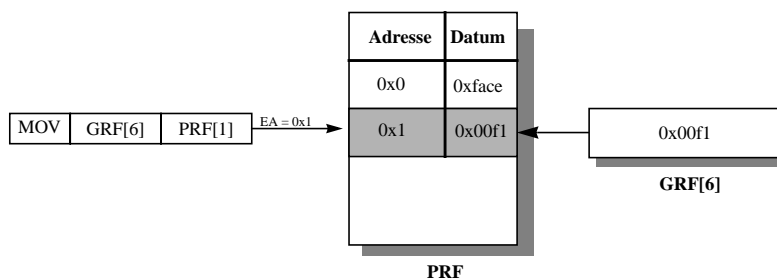 Adresse Datum
0x0 0xface
MOV GRF[6] PRF[1] EA = 0x1 0x1 0x00f1 0x00f1
GRF[6]
PRF